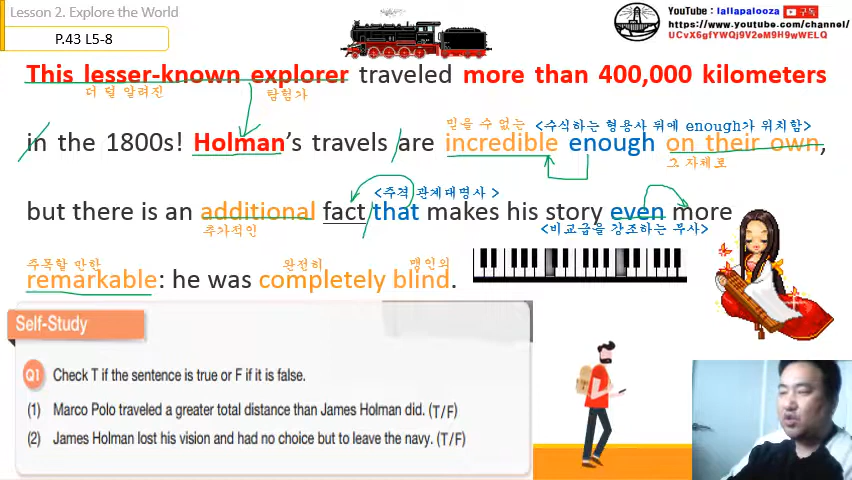 Lesson 2. Explore the World
P.43 L5-8
YouTube : lallapalooza 구독
https://www.youtube.com/channel/
UCvX6gfYWQj9V2eM9H9wWELQ
This lesser-known explorer traveled more than 400,000 kilometers
더 덜 알려진 탐험가
믿을 수 없는 <수식하는 형용사 뒤에 enough가 위치함>
in the 1800s! Holman's travels are incredible enough on their own,
그 자체로
<주격 관계대명사>
but there is an additional fact that makes his story even more
추가적인 <비교급을 강조하는 부사>
주목할 만한 완전히 맹인의
remarkable: he was completely blind.
Self-Study
Q1 Check T if the sentence is true or F if it is false.
(1) Marco Polo traveled a greater total distance than James Holman did. (T/F)
(2) James Holman lost his vision and had no choice but to leave the navy. (T/F)